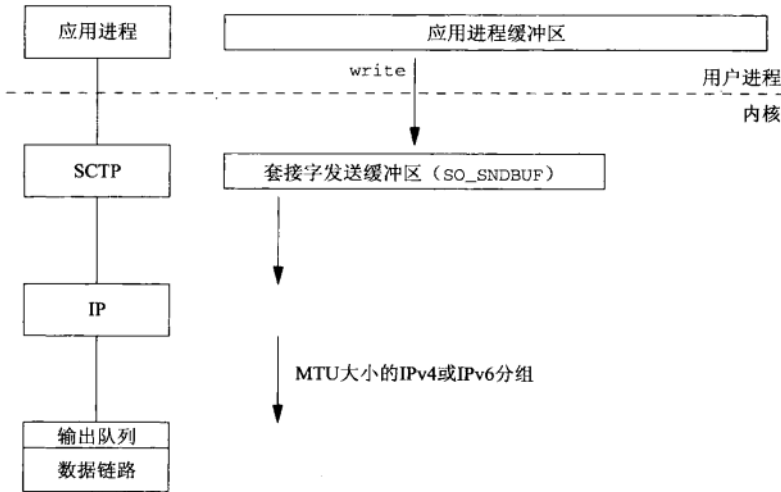 应用进程
应用进程缓冲区
write
用户进程
内核
SCTP
套接字发送缓冲区（SO_SNDBUF）
IP
MTU大小的IPv4或IPv6分组
输出队列
数据链路